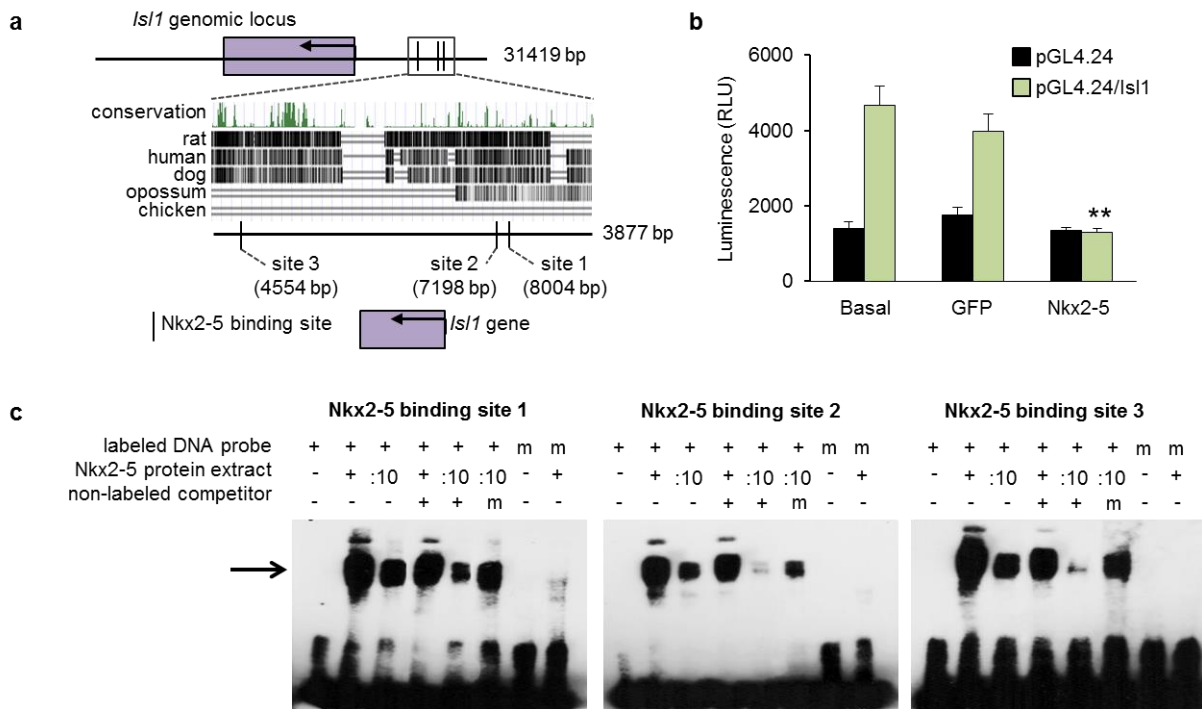 a
Isl1 genomic locus
31419 bp
conservation
rat
human
dog
opossum
chicken
3877 bp
site 3
(4554 bp)
site 2
(7198 bp)
site 1
(8004 bp)
Nkx2-5 binding site
Isl1 gene
b
Luminescence (RLU)
6000
4000
2000
0
pGL4.24
pGL4.24/Isl1
**
Basal GFP Nkx2-5
c
Nkx2-5 binding site 1 Nkx2-5 binding site 2 Nkx2-5 binding site 3
labeled DNA probe + + + + + + m m + + + + + + m m + + + + + + m m
Nkx2-5 protein extract - + :10 + :10 :10 - + - + :10 + :10 :10 - + - + :10 + :10 :10 - +
non-labeled competitor - - - + + m - - - - - + + m - - - - - + + m - -